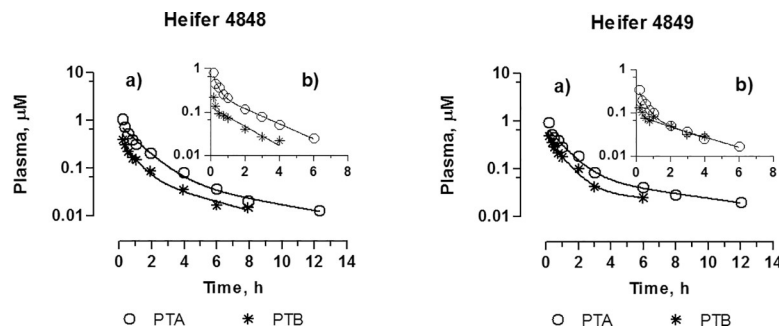 Heifer 4848
Heifer 4849
Plasma, µM
10
1
0.1
0.01
a)
b)
1
0.1
0.01
0 2 4 6 8
0 2 4 6 8 10 12 14
Time, h
PTA PTB
Plasma, µM
10
1
0.1
0.01
a)
b)
1
0.1
0.01
0 2 4 6 8
0 2 4 6 8 10 12 14
Time, h
PTA PTB